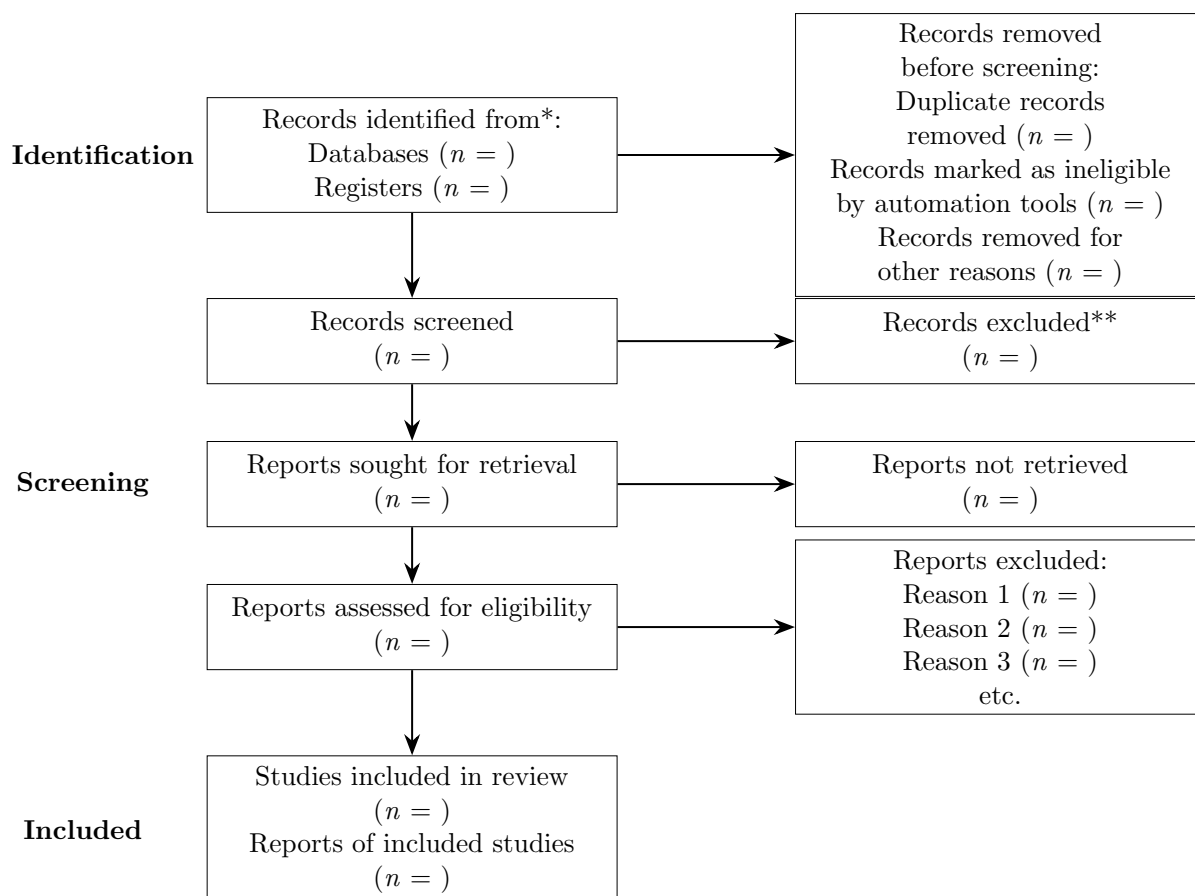 Identification
Records identified from*:
Databases (n = )
Registers (n = )
Records removed
before screening:
Duplicate records
removed (n = )
Records marked as ineligible
by automation tools (n = )
Records removed for
other reasons (n = )
Records screened
(n = )
Records excluded**
(n = )
Screening
Reports sought for retrieval
(n = )
Reports not retrieved
(n = )
Reports assessed for eligibility
(n = )
Reports excluded:
Reason 1 (n = )
Reason 2 (n = )
Reason 3 (n = )
etc.
Included
Studies included in review
(n = )
Reports of included studies
(n = )